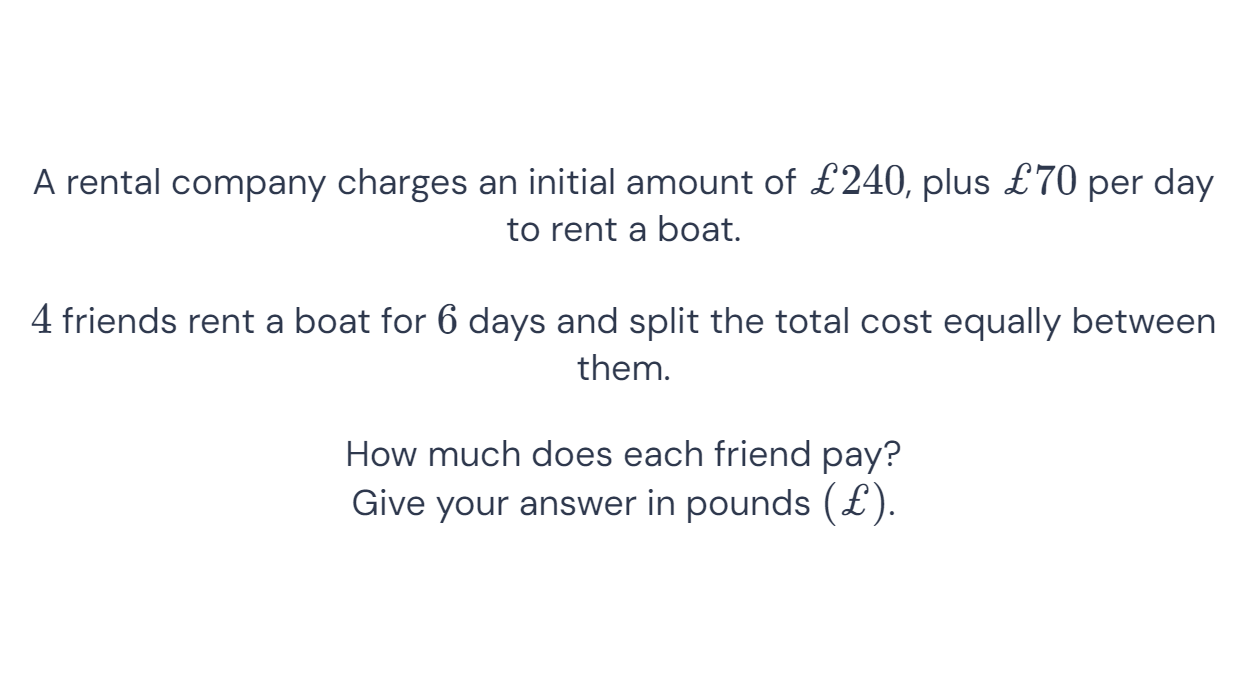 A rental company charges an initial amount of £240, plus £70 per day
to rent a boat.
4 friends rent a boat for 6 days and split the total cost equally between
them.
How much does each friend pay?
Give your answer in pounds (£).